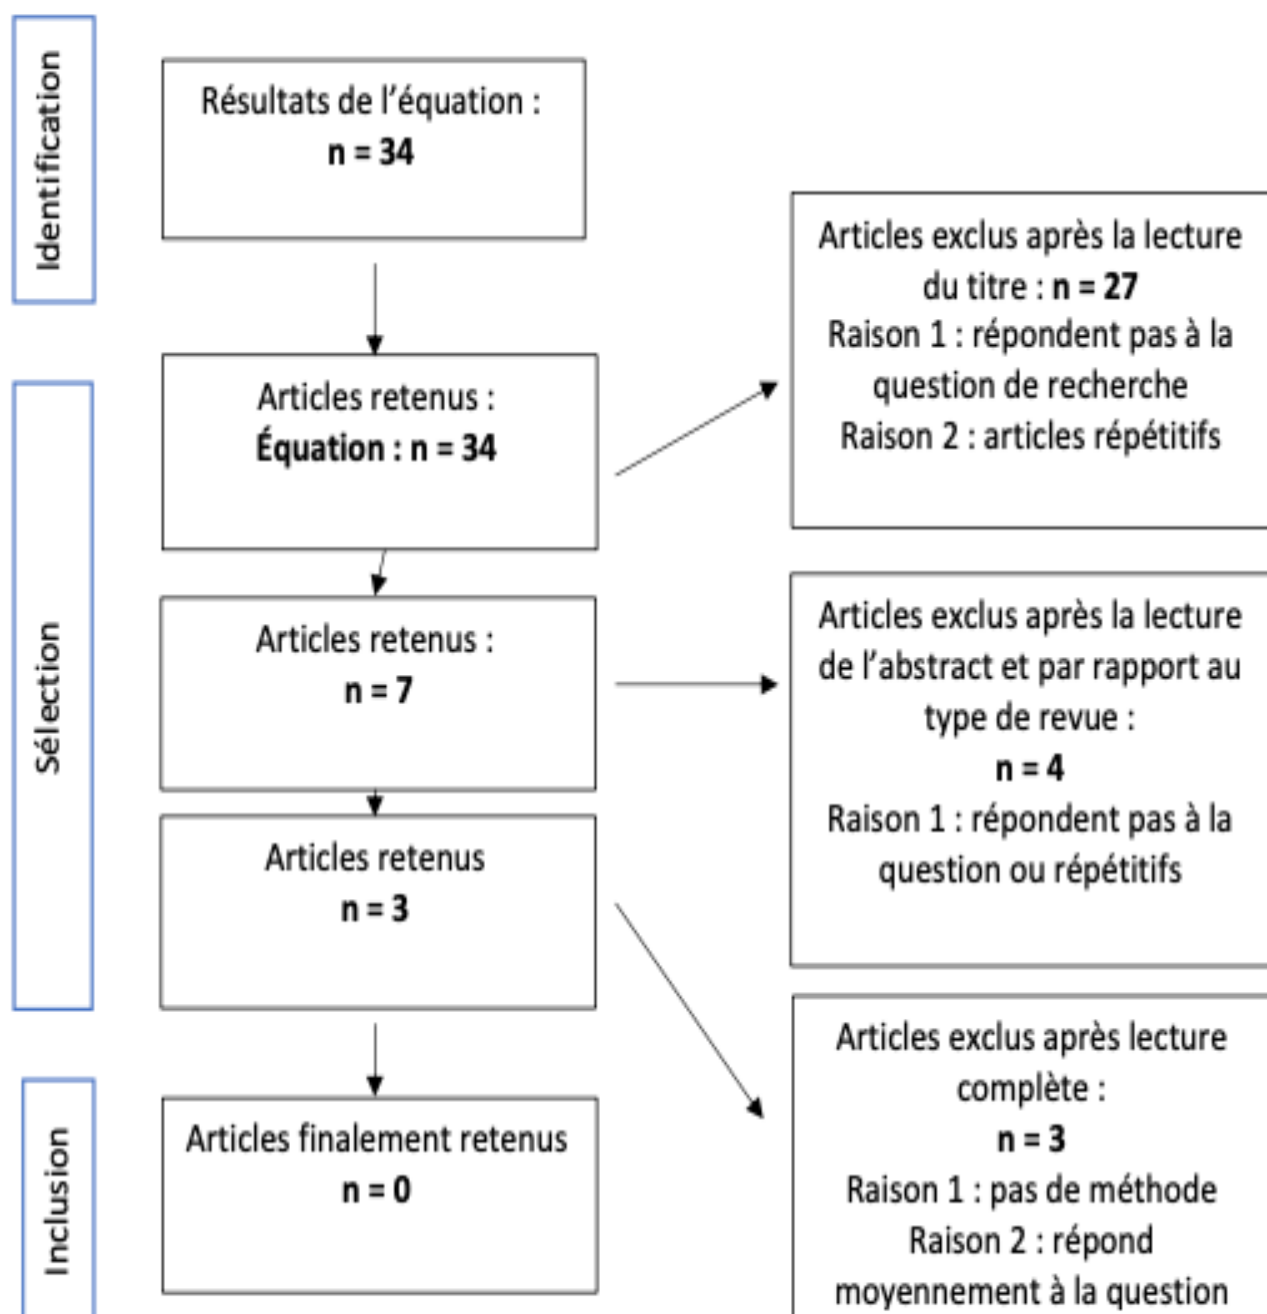 Identification
Résultats de l'équation :
n = 34
Articles exclus après la lecture
du titre : n = 27
Raison 1 : répondent pas à la
question de recherche
Raison 2 : articles répétitifs
Sélection
Articles retenus :
Équation : n = 34
Articles retenus :
n = 7
Articles exclus après la lecture
de l'abstract et par rapport au
type de revue :
n = 4
Raison 1 : répondent pas à la
question ou répétitifs
Articles retenus
n = 3
Articles exclus après lecture
complète :
n = 3
Raison 1 : pas de méthode
Raison 2 : répond
moyennement à la question
Inclusion
Articles finalement retenus
n = 0